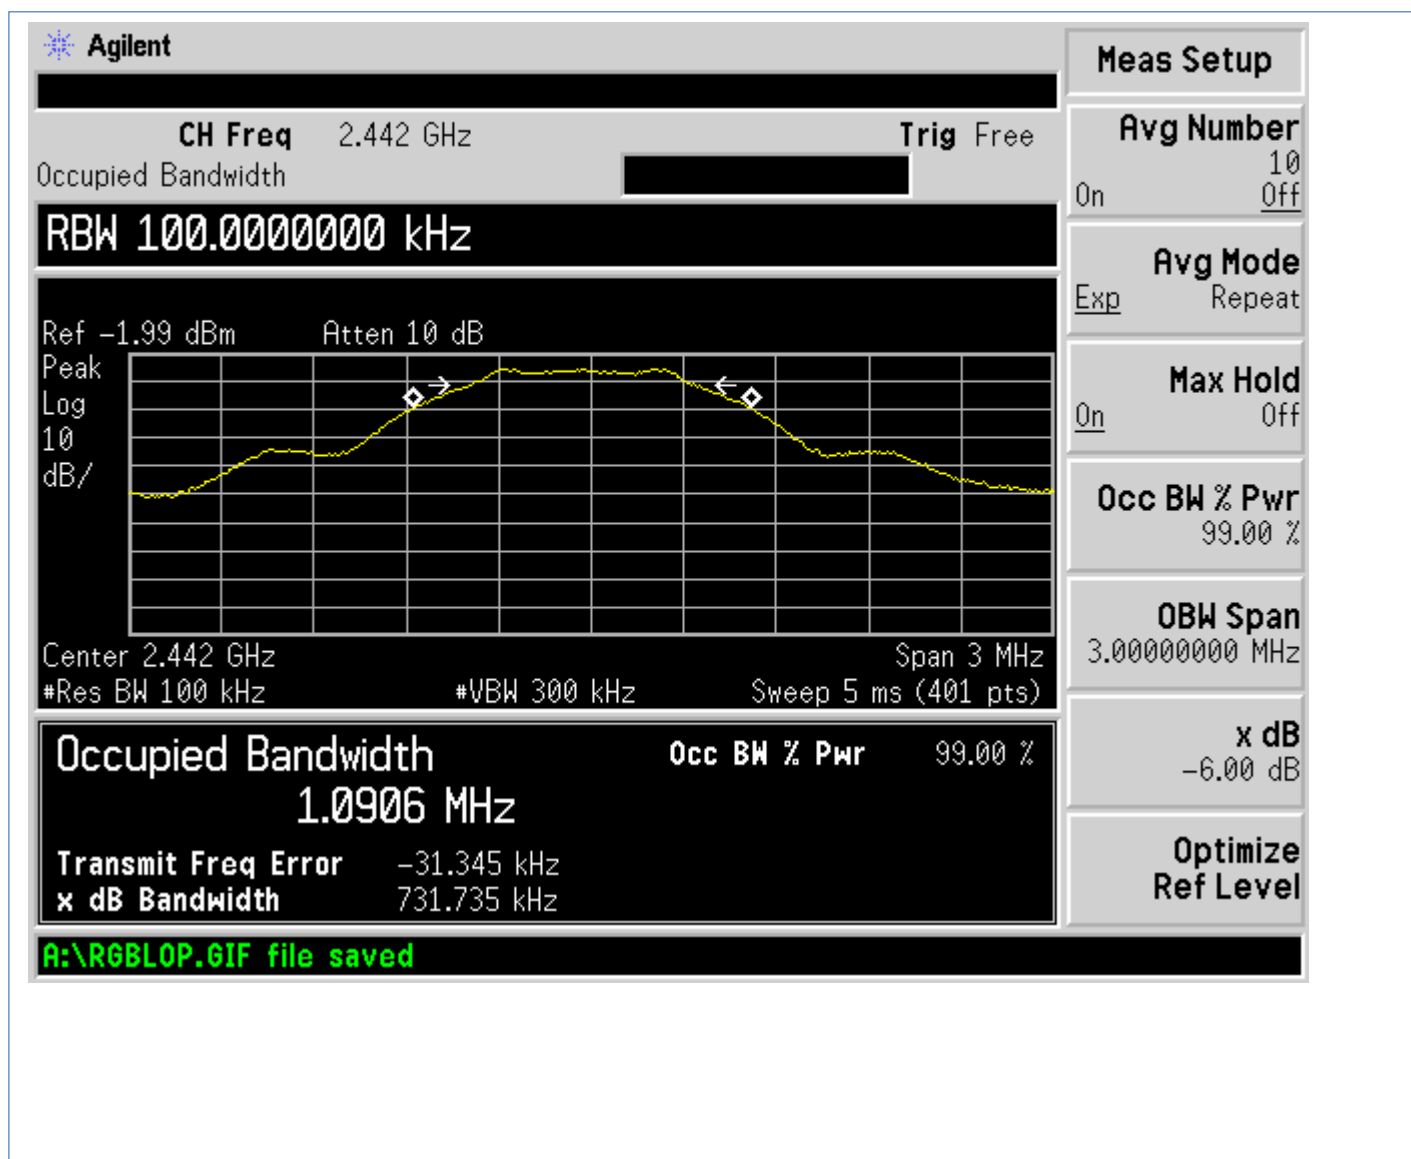 Agilent
CH Freq 2.442 GHz Trig Free
Occupied Bandwidth
RBW 100.0000000 kHz
Ref -1.99 dBm Atten 10 dB
Peak
Log
10
dB/
Center 2.442 GHz Span 3 MHz
#Res BW 100 kHz #VBW 300 kHz Sweep 5 ms (401 pts)
Occupied Bandwidth Occ BW % Pwr 99.00 %
1.0906 MHz
Transmit Freq Error -31.345 kHz
x dB Bandwidth 731.735 kHz
A:\RGBLOP.GIF file saved
Meas Setup
Avg Number
10
On Off
Avg Mode
Exp Repeat
Max Hold
On Off
Occ BW % Pwr
99.00 %
OBW Span
3.00000000 MHz
x dB
-6.00 dB
Optimize
Ref Level